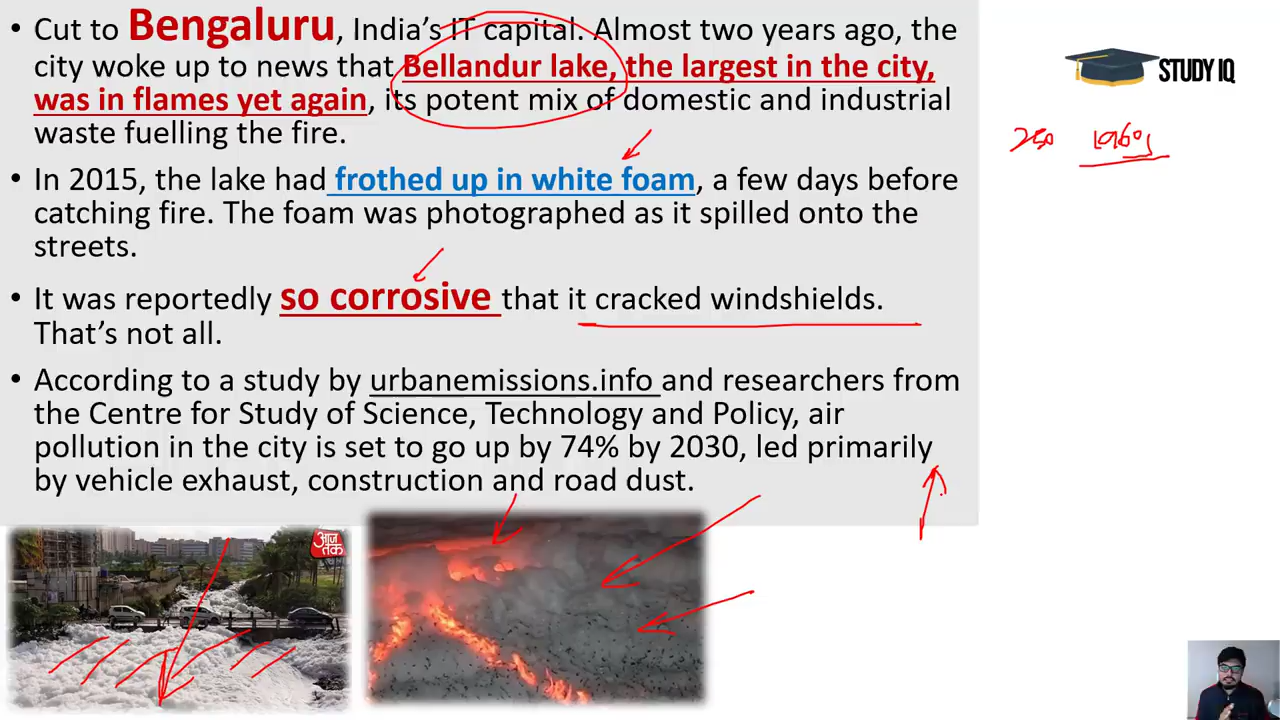 • Cut to Bengaluru, India's IT capital. Almost two years ago, the
city woke up to news that Bellandur lake, the largest in the city,
was in flames yet again, its potent mix of domestic and industrial
waste fuelling the fire.
• In 2015, the lake had frothed up in white foam, a few days before
catching fire. The foam was photographed as it spilled onto the
streets.
• It was reportedly so corrosive that it cracked windshields.
That's not all.
• According to a study by urbanemissions.info and researchers from
the Centre for Study of Science, Technology and Policy, air
pollution in the city is set to go up by 74% by 2030, led primarily
by vehicle exhaust, construction and road dust.
STUDY IQ
आज तक